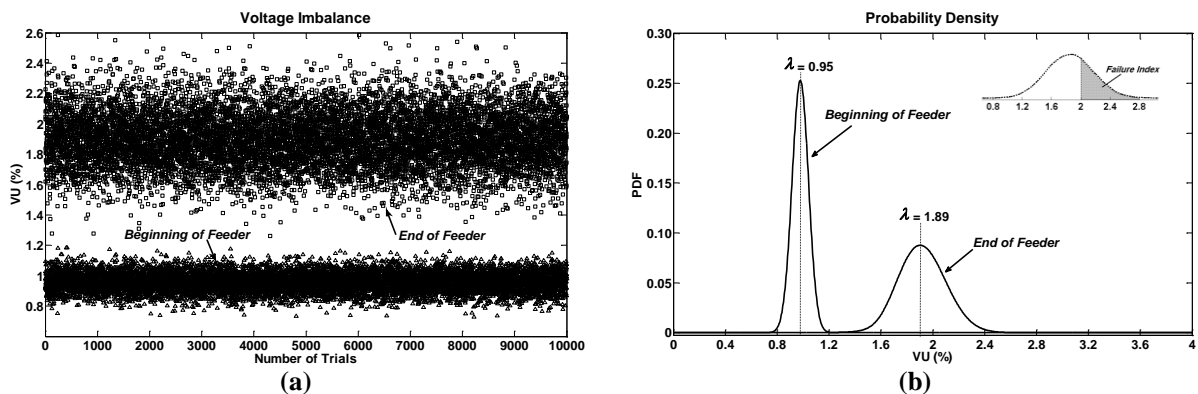 Voltage Imbalance
2.6
2.4
2.2
2
1.8
1.6
1.4
1.2
1
0.8
VU (%)
Beginning of Feeder
End of Feeder
0 1000 2000 3000 4000 5000 6000 7000 8000 9000 10000
Number of Trials
(a)
Probability Density
0.30
0.25
0.20
0.15
0.10
0.05
0
PDF
λ = 0.95
Beginning of Feeder
λ = 1.89
End of Feeder
Failure Index
0.8 1.2 1.6 2 2.4 2.8
0 0.4 0.8 1.2 1.6 2 2.4 2.8 3.2 3.6 4
VU (%)
(b)